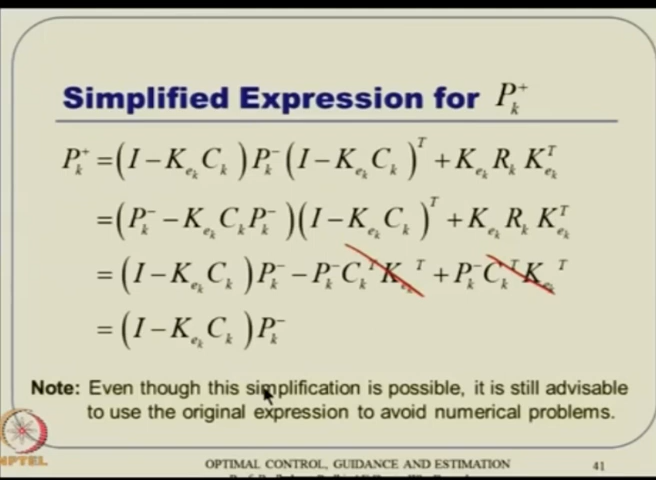 Simplified Expression for P_k^+
P_k^+ = (I − K_{e_k} C_k) P_k^− (I − K_{e_k} C_k)^T + K_{e_k} R_k K_{e_k}^T
= (P_k^− − K_{e_k} C_k P_k^−)(I − K_{e_k} C_k)^T + K_{e_k} R_k K_{e_k}^T
= (I − K_{e_k} C_k) P_k^− − P_k^− C_k^T K_{e_k}^T + P_k^− C_k^T K_{e_k}^T
= (I − K_{e_k} C_k) P_k^−
Note: Even though this simplification is possible, it is still advisable
to use the original expression to avoid numerical problems.
NPTEL
OPTIMAL CONTROL, GUIDANCE AND ESTIMATION
41